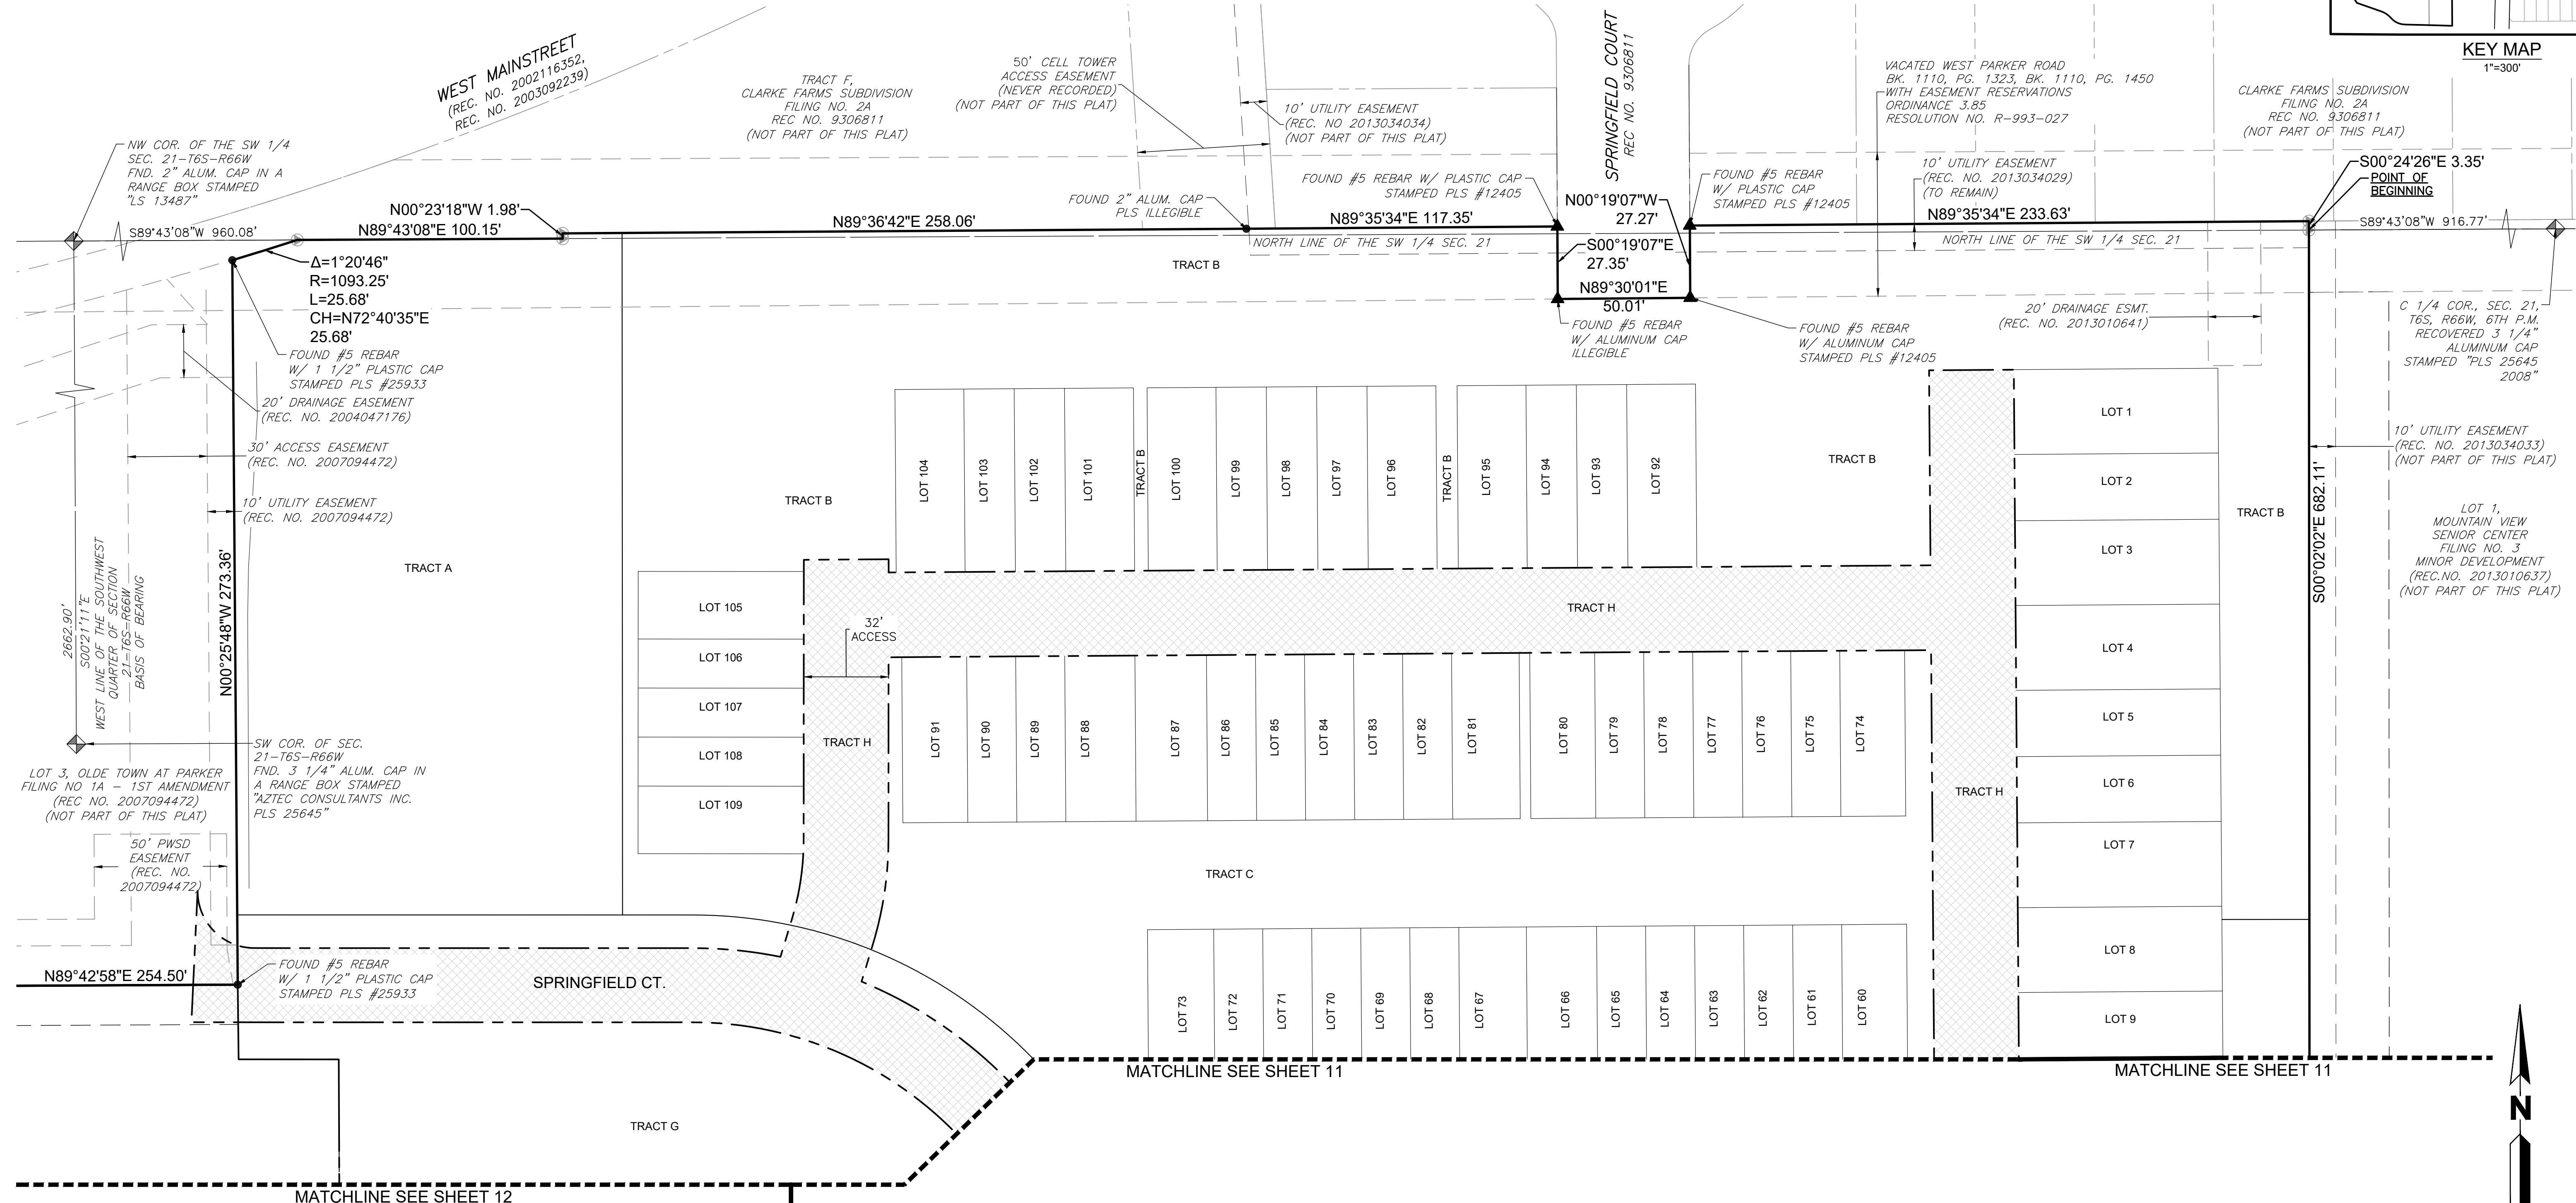 WEST MAINSTREET
(REC. NO. 2002116352,
REC. NO. 2003092239)
TRACT F,
CLARKE FARMS SUBDIVISION
FILING NO. 2A
REC NO. 9306811
(NOT PART OF THIS PLAT)
50' CELL TOWER
ACCESS EASEMENT
(NEVER RECORDED)
(NOT PART OF THIS PLAT)
10' UTILITY EASEMENT
(REC. NO 2013034034)
(NOT PART OF THIS PLAT)
SPRINGFIELD COURT
REC NO. 9306811
VACATED WEST PARKER ROAD
BK. 1110, PG. 1323, BK. 1110, PG. 1450
WITH EASEMENT RESERVATIONS
ORDINANCE 3.85
RESOLUTION NO. R-993-027
KEY MAP
1"=300'
CLARKE FARMS SUBDIVISION
FILING NO. 2A
REC NO. 9306811
(NOT PART OF THIS PLAT)
NW COR. OF THE SW 1/4
SEC. 21-T6S-R66W
FND. 2" ALUM. CAP IN A
RANGE BOX STAMPED
"LS 13487"
S89°43'08"W 960.08'
N00°23'18"W 1.98'
N89°43'08"E 100.15'
N89°36'42"E 258.06'
FOUND 2" ALUM. CAP
PLS ILLEGIBLE
FOUND #5 REBAR W/ PLASTIC CAP
STAMPED PLS #12405
N89°35'34"E 117.35'
N00°19'07"W
27.27'
FOUND #5 REBAR
W/ PLASTIC CAP
STAMPED PLS #12405
10' UTILITY EASEMENT
(REC. NO. 2013034029)
(TO REMAIN)
N89°35'34"E 233.63'
S00°24'26"E 3.35'
POINT OF
BEGINNING
S89°43'08"W 916.77'
NORTH LINE OF THE SW 1/4 SEC. 21
NORTH LINE OF THE SW 1/4 SEC. 21
S00°19'07"E
27.35'
N89°30'01"E
50.01'
TRACT B
Δ=1°20'46"
R=1093.25'
L=25.68'
CH=N72°40'35"E
25.68'
FOUND #5 REBAR
W/ 1 1/2" PLASTIC CAP
STAMPED PLS #25933
20' DRAINAGE EASEMENT
(REC. NO. 2004047176)
30' ACCESS EASEMENT
(REC. NO. 2007094472)
10' UTILITY EASEMENT
(REC. NO. 2007094472)
FOUND #5 REBAR
W/ ALUMINUM CAP
ILLEGIBLE
FOUND #5 REBAR
W/ ALUMINUM CAP
STAMPED PLS #12405
20' DRAINAGE ESMT.
(REC. NO. 2013010641)
C 1/4 COR., SEC. 21,
T6S, R66W, 6TH P.M.
RECOVERED 3 1/4"
ALUMINUM CAP
STAMPED "PLS 25645
2008"
10' UTILITY EASEMENT
(REC. NO. 2013034033)
(NOT PART OF THIS PLAT)
LOT 1,
MOUNTAIN VIEW
SENIOR CENTER
FILING NO. 3
MINOR DEVELOPMENT
(REC.NO. 2013010637)
(NOT PART OF THIS PLAT)
S00°02'02"E 682.11'
2662.90'
S00°21'11"E
WEST LINE OF THE SOUTHWEST
QUARTER OF SECTION
21-T6S-R66W
BASIS OF BEARING
N00°25'48"W 273.36'
TRACT A
TRACT B
LOT 104
LOT 103
LOT 102
LOT 101
TRACT B
LOT 100
LOT 99
LOT 98
LOT 97
LOT 96
TRACT B
LOT 95
LOT 94
LOT 93
LOT 92
TRACT B
LOT 1
LOT 2
LOT 3
LOT 4
LOT 5
LOT 6
LOT 7
LOT 8
LOT 9
TRACT B
LOT 105
LOT 106
LOT 107
LOT 108
LOT 109
32'
ACCESS
TRACT H
TRACT H
TRACT H
LOT 91
LOT 90
LOT 89
LOT 88
LOT 87
LOT 86
LOT 85
LOT 84
LOT 83
LOT 82
LOT 81
LOT 80
LOT 79
LOT 78
LOT 77
LOT 76
LOT 75
LOT 74
SW COR. OF SEC.
21-T6S-R66W
FND. 3 1/4" ALUM. CAP IN
A RANGE BOX STAMPED
"AZTEC CONSULTANTS INC.
PLS 25645"
LOT 3, OLDE TOWN AT PARKER
FILING NO 1A - 1ST AMENDMENT
(REC NO. 2007094472)
(NOT PART OF THIS PLAT)
50' PWSD
EASEMENT
(REC. NO.
2007094472)
TRACT C
N89°42'58"E 254.50'
FOUND #5 REBAR
W/ 1 1/2" PLASTIC CAP
STAMPED PLS #25933
SPRINGFIELD CT.
LOT 73
LOT 72
LOT 71
LOT 70
LOT 69
LOT 68
LOT 67
LOT 66
LOT 65
LOT 64
LOT 63
LOT 62
LOT 61
LOT 60
MATCHLINE SEE SHEET 11
MATCHLINE SEE SHEET 11
TRACT G
MATCHLINE SEE SHEET 12
N